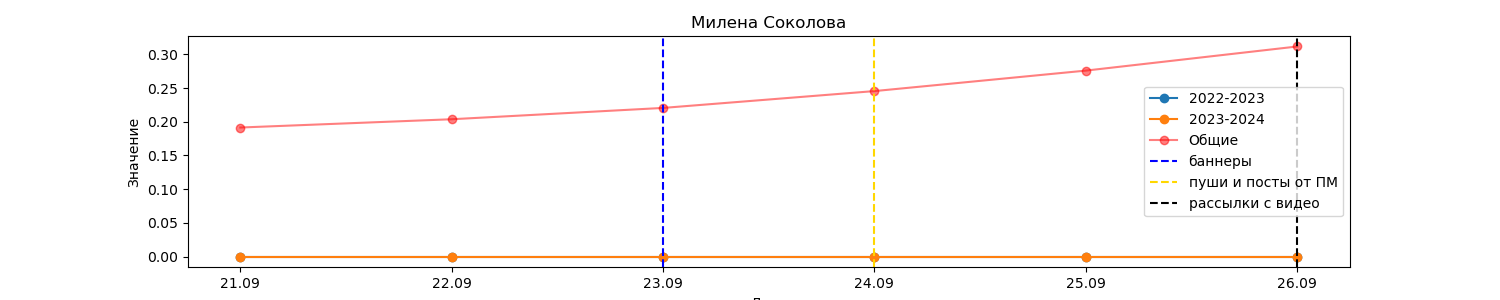 Милена Соколова
Значение
0.30
0.25
0.20
0.15
0.10
0.05
0.00
2022-2023
2023-2024
Общие
баннеры
пуши и посты от ПМ
рассылки с видео
21.09 22.09 23.09 24.09 25.09 26.09